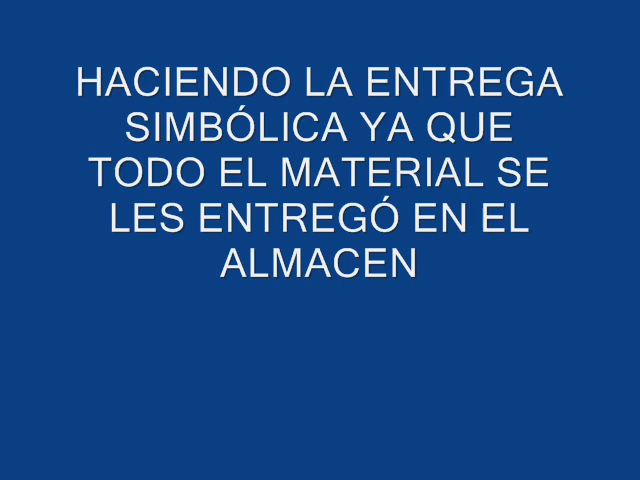 HACIENDO LA ENTREGA
SIMBÓLICA YA QUE
TODO EL MATERIAL SE
LES ENTREGÓ EN EL
ALMACEN